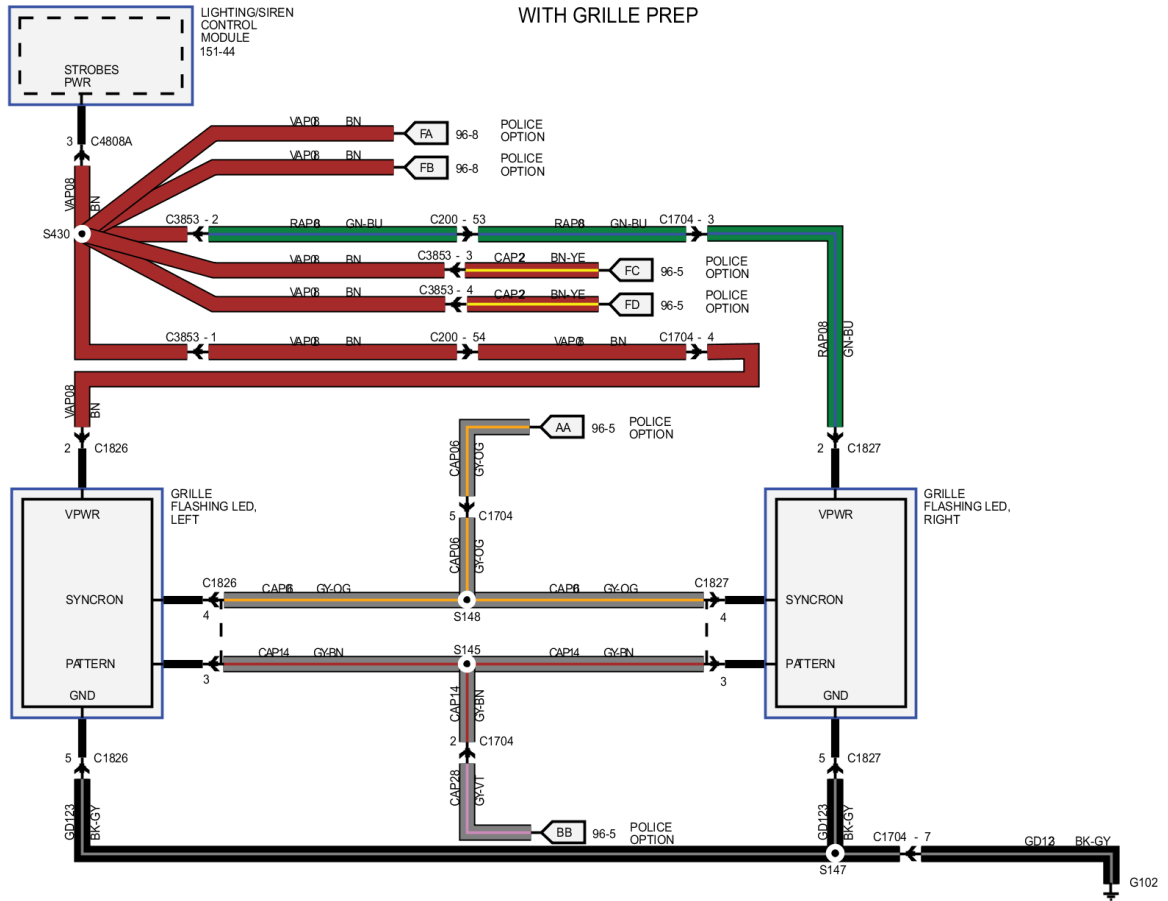 WITH GRILLE PREP
LIGHTING/SIREN
CONTROL
MODULE
151-44
STROBES
PWR
3 C4808A
VAP08 BN
S430
VAP08 BN
FA 96-8 POLICE
OPTION
VAP08 BN
FB 96-8 POLICE
OPTION
C3853 - 2 RAP08 GN-BU C200 - 53 RAP08 GN-BU C1704 - 3
VAP08 BN C3853 - 3 CAP12 BN-YE
FC 96-5 POLICE
OPTION
VAP08 BN C3853 - 4 CAP12 BN-YE
FD 96-5 POLICE
OPTION
RAP08 GN-BU
C3853 - 1 VAP08 BN C200 - 54 VAP08 BN C1704 - 4
VAP08 BN
2 C1826
AA 96-5 POLICE
OPTION
CAP06 GY-OG
5 C1704
CAP06 GY-OG
2 C1827
GRILLE
FLASHING LED,
LEFT
VPWR
GRILLE
FLASHING LED,
RIGHT
VPWR
SYNCRON C1826 CAP06 GY-OG CAP06 GY-OG C1827 SYNCRON
4 S148 4
PATTERN CAP14 GY-BN S145 CAP14 GY-BN PATTERN
3 3
GND
GND
CAP14 GY-BN
2 C1704
5 C1826
5 C1827
CAP28 GY-VT
BB 96-5 POLICE
OPTION
GD123 BK-GY
GD123 BK-GY
S147
C1704 - 7 GD123 BK-GY
G102